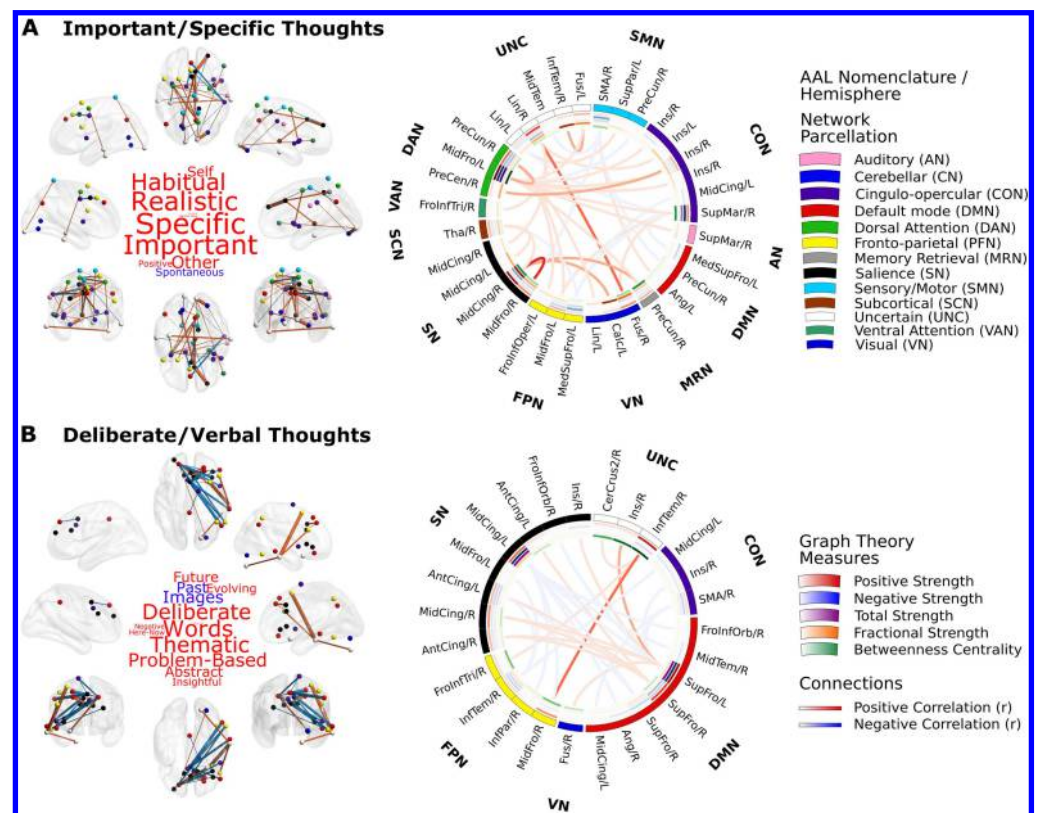 A Important/Specific Thoughts
Self
Habitual
Realistic
Specific
Important
Positive Other
Spontaneous
UNC
SMN
CON
AN
DMN
MRN
VN
FPN
SN
SCN
VAN
DAN
Lin/L
Lin/R
MidTem
InfTem/R
Fus/L
SMA/R
SupPar/L
PreCun/R
Ins/R
Ins/L
Ins/R
Ins/R
MidCing/L
SupMar/R
SupMar/R
MedSupFro/L
PreCun/R
Ang/L
PreCun/R
Fus/R
Calc/L
Lin/L
MedSupFro/L
MidFro/L
FroInfOper/L
MidFro/R
MidCing/R
MidCing/L
MidCing/R
Tha/R
FroInfTri/R
PreCen/R
MidFro/L
PreCun/R
AAL Nomenclature /
Hemisphere
Network
Parcellation
Auditory (AN)
Cerebellar (CN)
Cingulo-opercular (CON)
Default mode (DMN)
Dorsal Attention (DAN)
Fronto-parietal (PFN)
Memory Retrieval (MRN)
Salience (SN)
Sensory/Motor (SMN)
Subcortical (SCN)
Uncertain (UNC)
Ventral Attention (VAN)
Visual (VN)
B Deliberate/Verbal Thoughts
Future
Past Evolving
Images
Deliberate
Negative
Here-Now Words
Thematic
Problem-Based
Abstract
Insightful
UNC
CON
DMN
VN
FPN
SN
CerCrus2/R
Ins/R
InfTem/R
MidCing/L
Ins/R
SMA/R
FroInfOrb/R
MidTem/R
SupFro/L
SupFro/R
SupFro/R
Ang/R
MidCing/L
Fus/R
MidFro/R
InfPar/R
InfTem/R
FroInfTri/R
AntCing/R
MidCing/R
AntCing/L
MidFro/L
MidCing/L
AntCing/L
FroInfOrb/R
Ins/R
Graph Theory
Measures
Positive Strength
Negative Strength
Total Strength
Fractional Strength
Betweenness Centrality
Connections
Positive Correlation (r)
Negative Correlation (r)